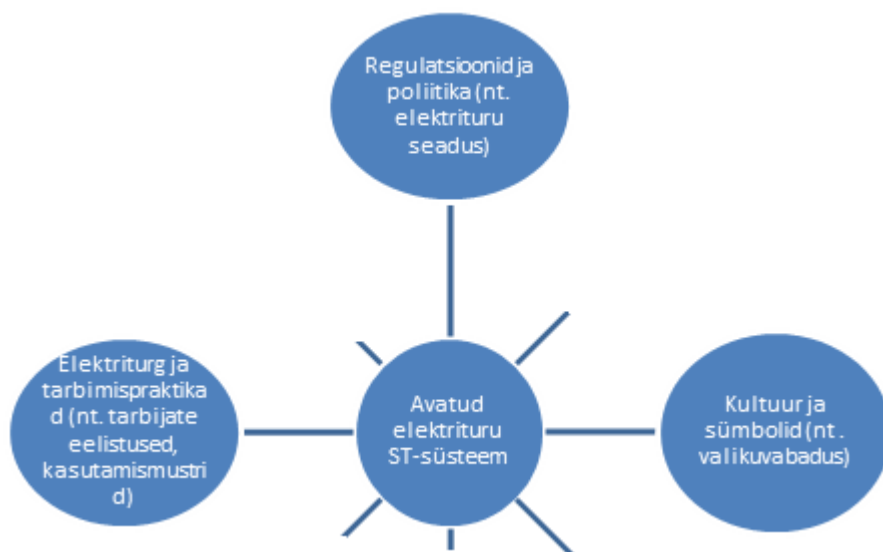 Regulatsioonid ja
poliitika (nt.
elektrituru
seadus)
Elektriturg ja
tarbimispraktika
d (nt. tarbijate
eelistused,
kasutamismustri
d)
Avatud
elektrituru
ST-süsteem
Kultuur ja
sümbolid (nt.
valikuvabadus)